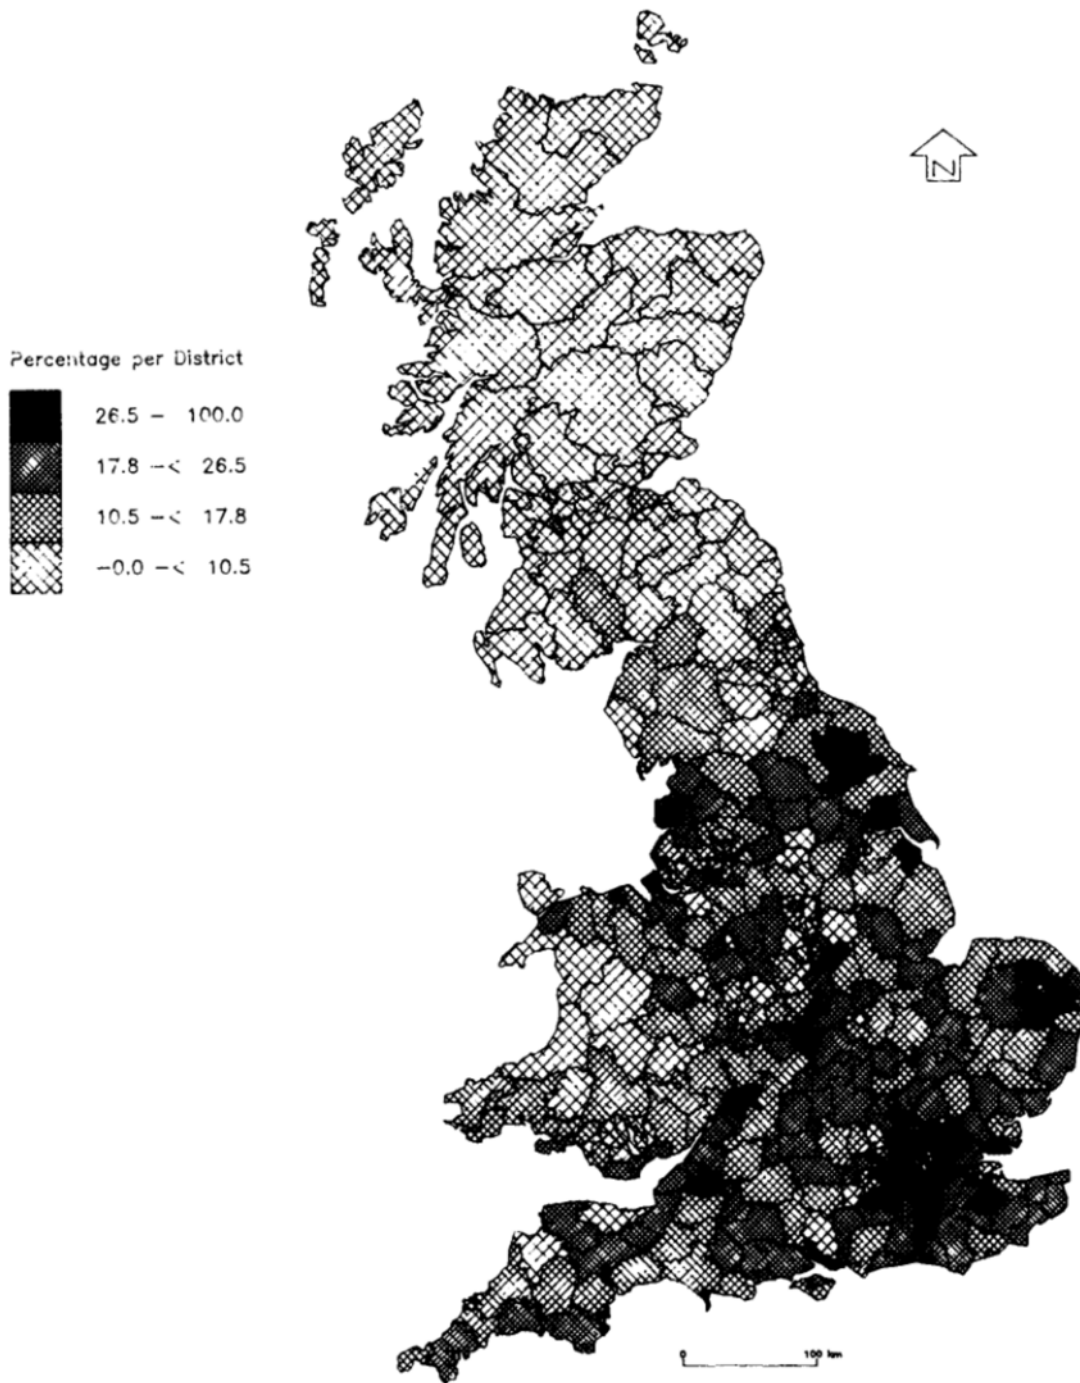 N
Percentage per District
26.5 – 100.0
17.8 –< 26.5
10.5 –< 17.8
–0.0 –< 10.5
0 100 km